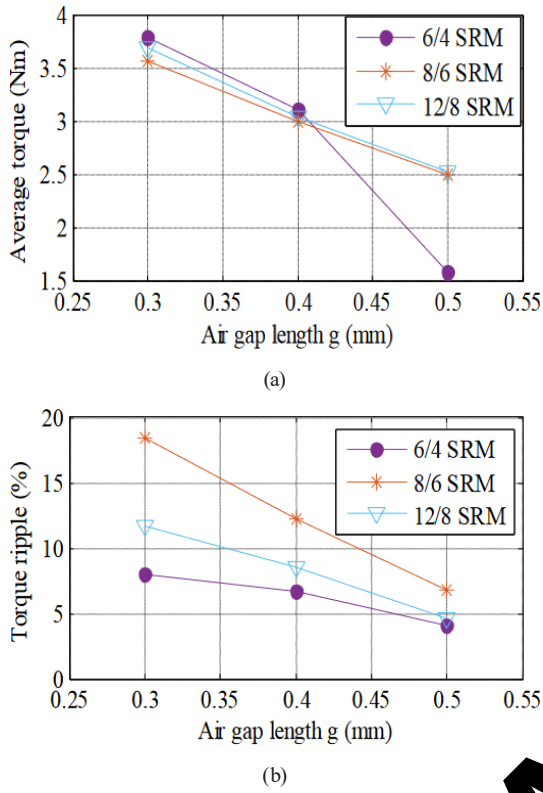 4
3.5
3
2.5
2
1.5
Average torque (Nm)
6/4 SRM
8/6 SRM
12/8 SRM
0.25 0.3 0.35 0.4 0.45 0.5 0.55
Air gap length g (mm)
(a)
20
15
10
5
0
Torque ripple (%)
6/4 SRM
8/6 SRM
12/8 SRM
0.25 0.3 0.35 0.4 0.45 0.5 0.55
Air gap length g (mm)
(b)